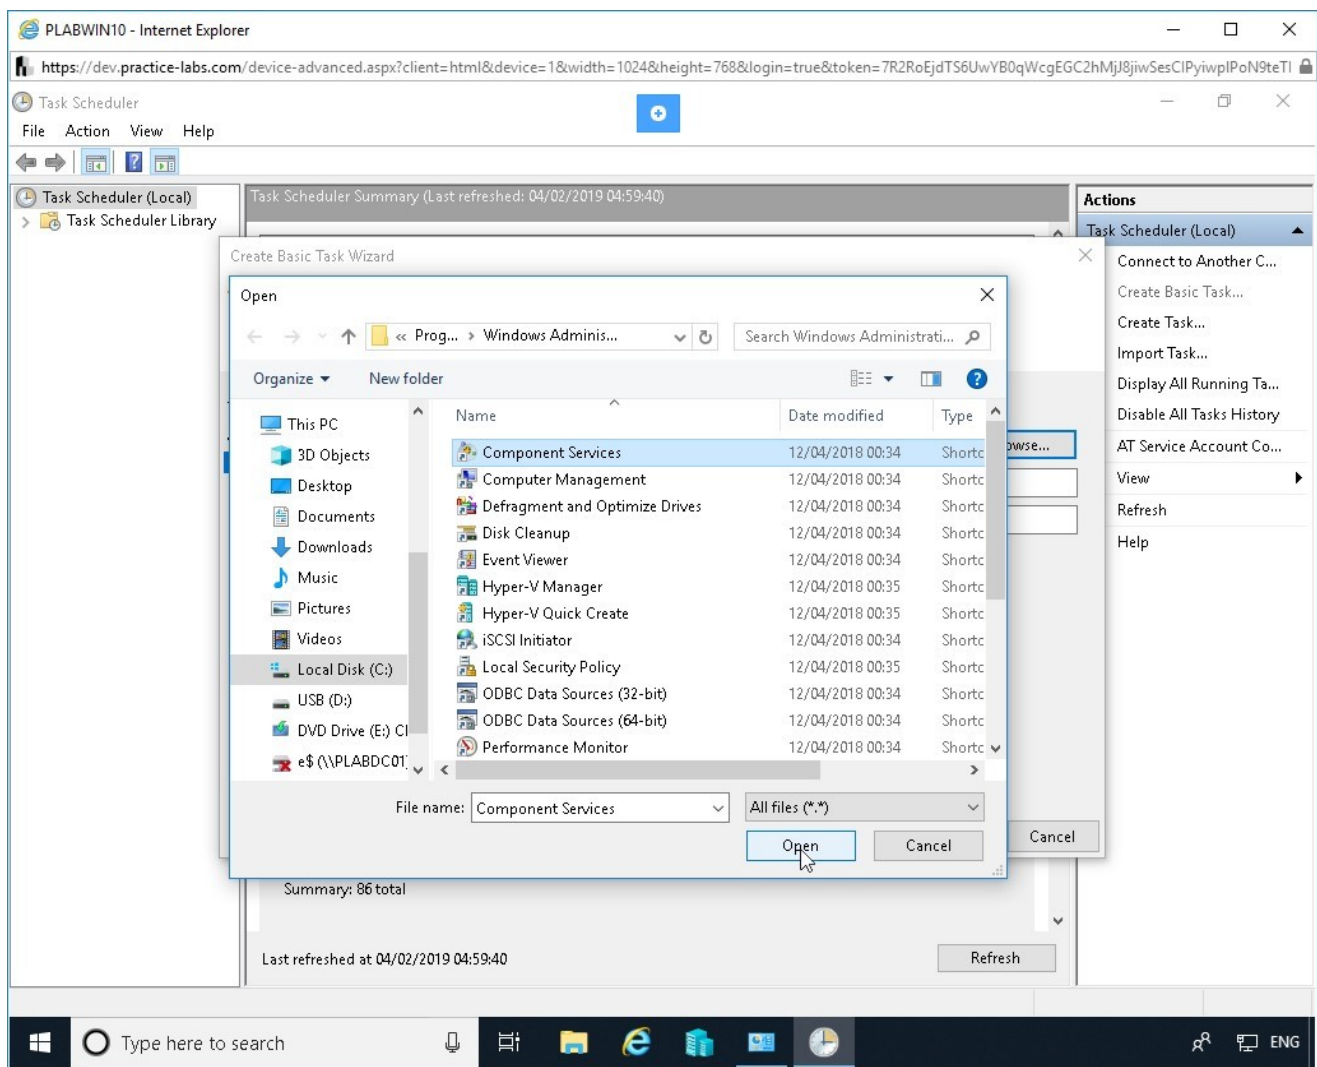 PLABWIN10 - Internet Explorer
https://dev.practice-labs.com/device-advanced.aspx?client=html&device=1&width=1024&height=768&login=true&token=7R2RoEjdTS6UwYB0qWcgEGC2hMjJ8jiwSesClPyiwplPoN9teTl
Task Scheduler
File Action View Help
Task Scheduler (Local)
Task Scheduler Library
Task Scheduler Summary (Last refreshed: 04/02/2019 04:59:40)
Actions
Task Scheduler (Local)
Connect to Another C...
Create Basic Task...
Create Task...
Import Task...
Display All Running Ta...
Disable All Tasks History
AT Service Account Co...
View
Refresh
Help
Create Basic Task Wizard
Open
« Prog... › Windows Adminis...
Search Windows Administrati...
Organize New folder
This PC
3D Objects
Desktop
Documents
Downloads
Music
Pictures
Videos
Local Disk (C:)
USB (D:)
DVD Drive (E:) Cl
e$ (\\PLABDC01)
Name Date modified Type
Component Services 12/04/2018 00:34 Shortc
Computer Management 12/04/2018 00:34 Shortc
Defragment and Optimize Drives 12/04/2018 00:34 Shortc
Disk Cleanup 12/04/2018 00:34 Shortc
Event Viewer 12/04/2018 00:34 Shortc
Hyper-V Manager 12/04/2018 00:35 Shortc
Hyper-V Quick Create 12/04/2018 00:35 Shortc
iSCSI Initiator 12/04/2018 00:34 Shortc
Local Security Policy 12/04/2018 00:35 Shortc
ODBC Data Sources (32-bit) 12/04/2018 00:34 Shortc
ODBC Data Sources (64-bit) 12/04/2018 00:34 Shortc
Performance Monitor 12/04/2018 00:34 Shortc
File name: Component Services All files (*.*)
Open Cancel
owse...
Cancel
Summary: 86 total
Last refreshed at 04/02/2019 04:59:40
Refresh
Type here to search
ENG